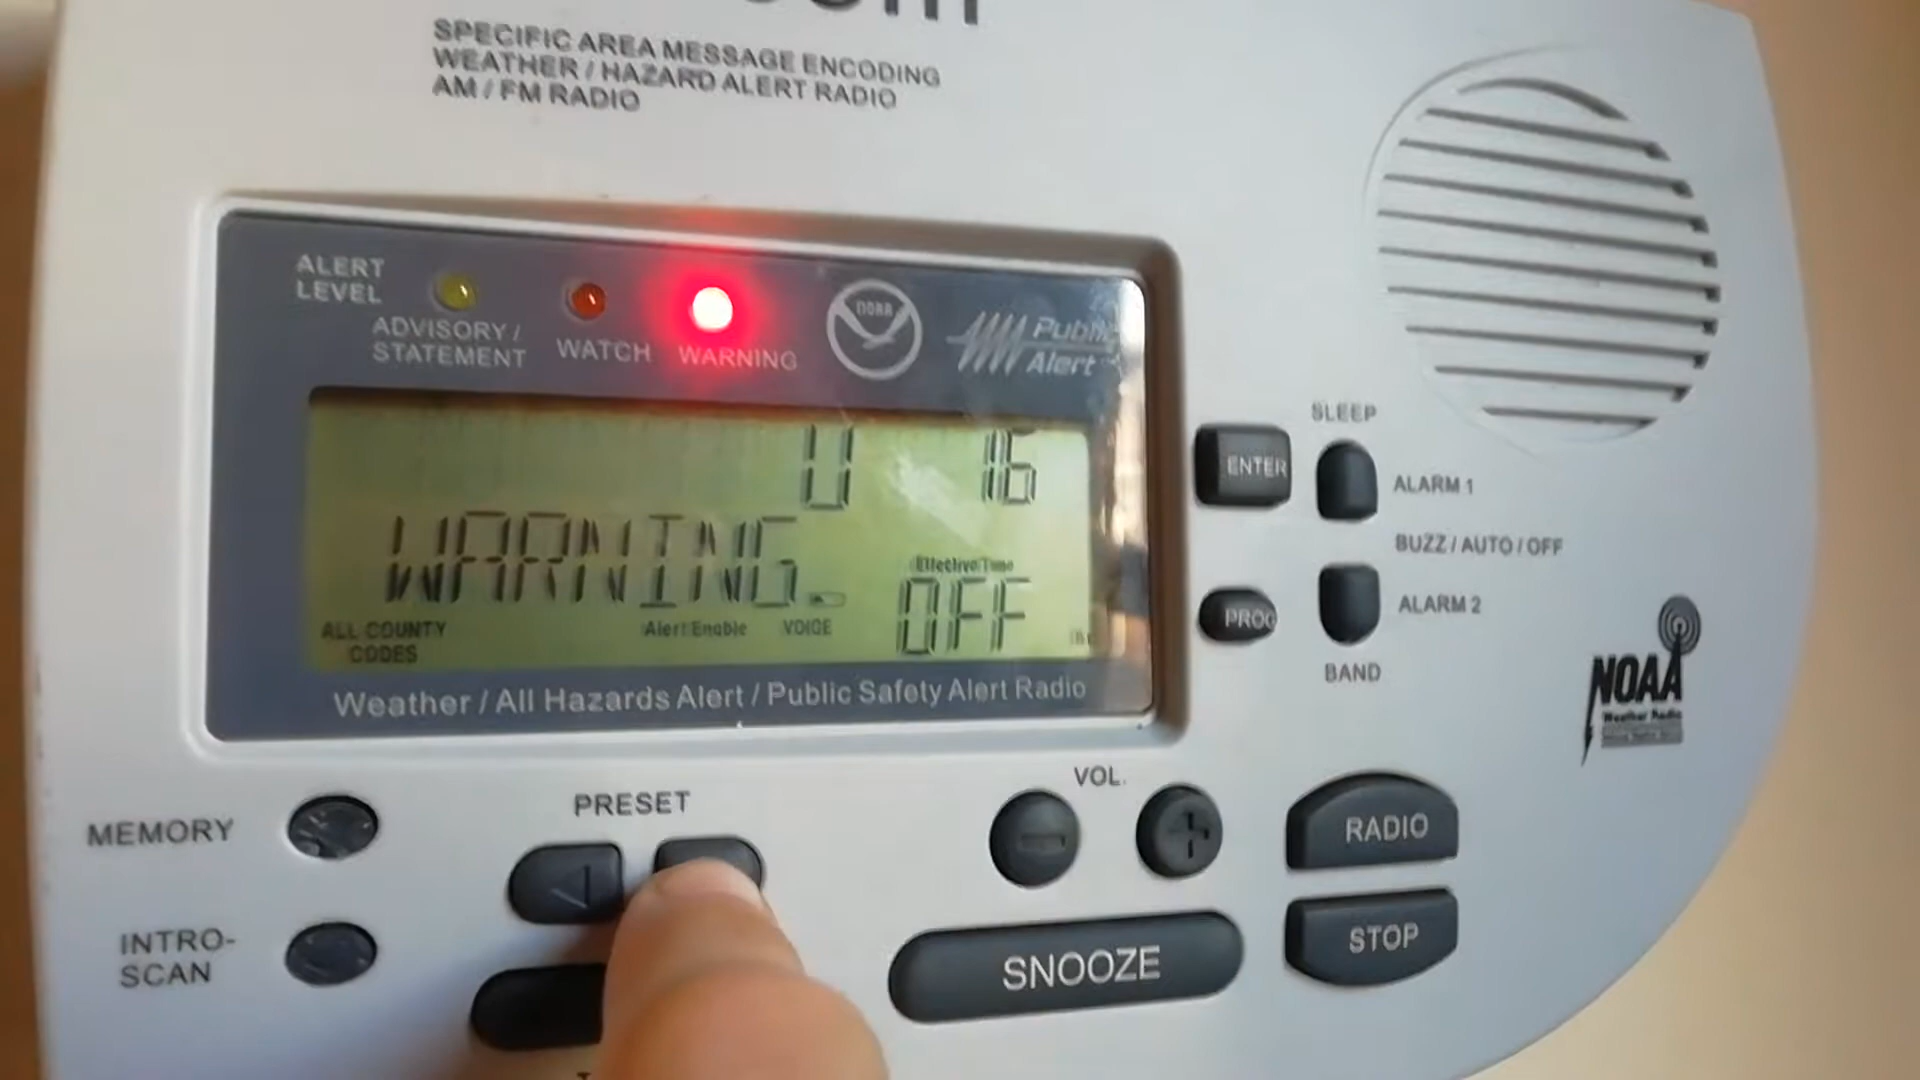 SPECIFIC AREA MESSAGE ENCODING
WEATHER / HAZARD ALERT RADIO
AM / FM RADIO
ALERT
LEVEL
ADVISORY /
STATEMENT
WATCH
WARNING
NOAA
Public
Alert
U 16
WARNING
Effective Time
OFF
ALL COUNTY
CODES
Alert Enable
VOICE
Weather / All Hazards Alert / Public Safety Alert Radio
ENTER
SLEEP
ALARM 1
BUZZ / AUTO / OFF
PROG
ALARM 2
BAND
NOAA
Weather Radio
MEMORY
PRESET
VOL.
RADIO
INTRO-
SCAN
SNOOZE
STOP